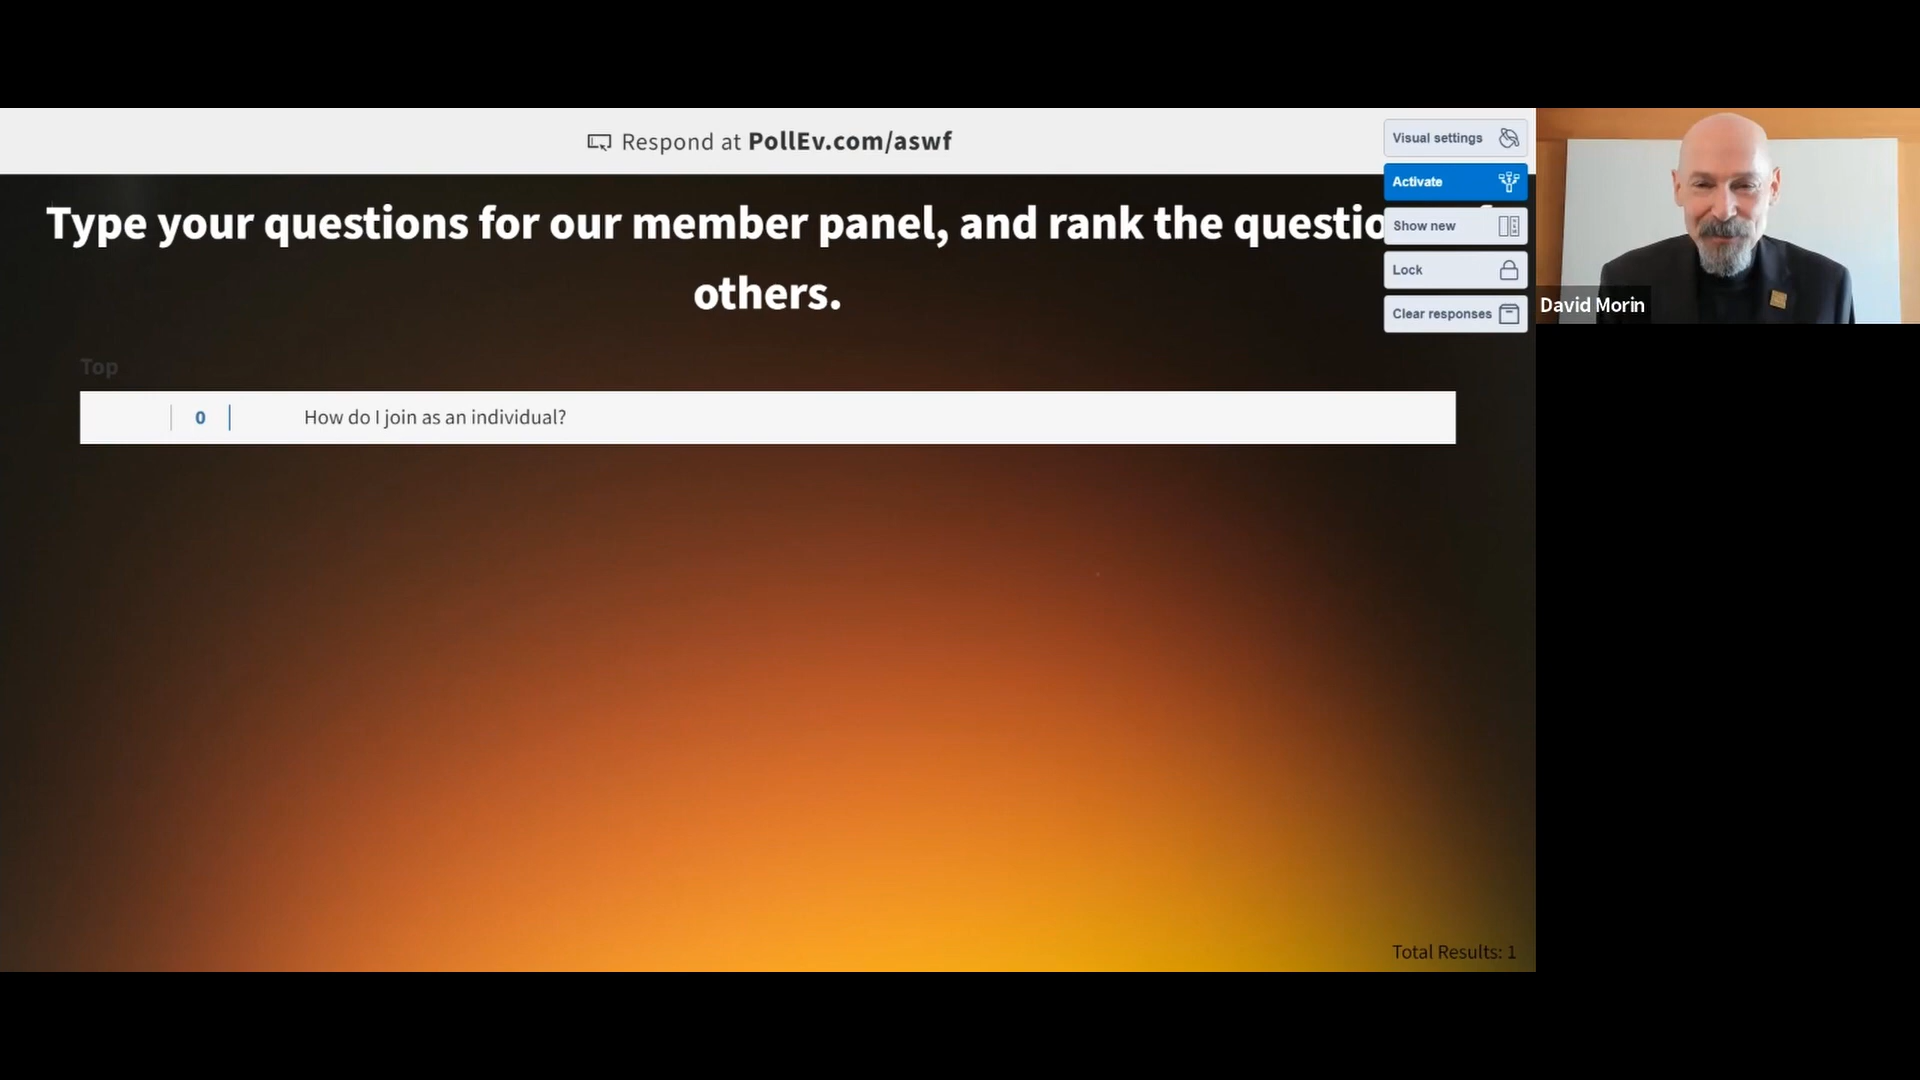 Respond at PollEv.com/aswf
Type your questions for our member panel, and rank the questio
others.
Visual settings
Activate
Show new
Lock
Clear responses
David Morin
Top
0 How do I join as an individual?
Total Results: 1